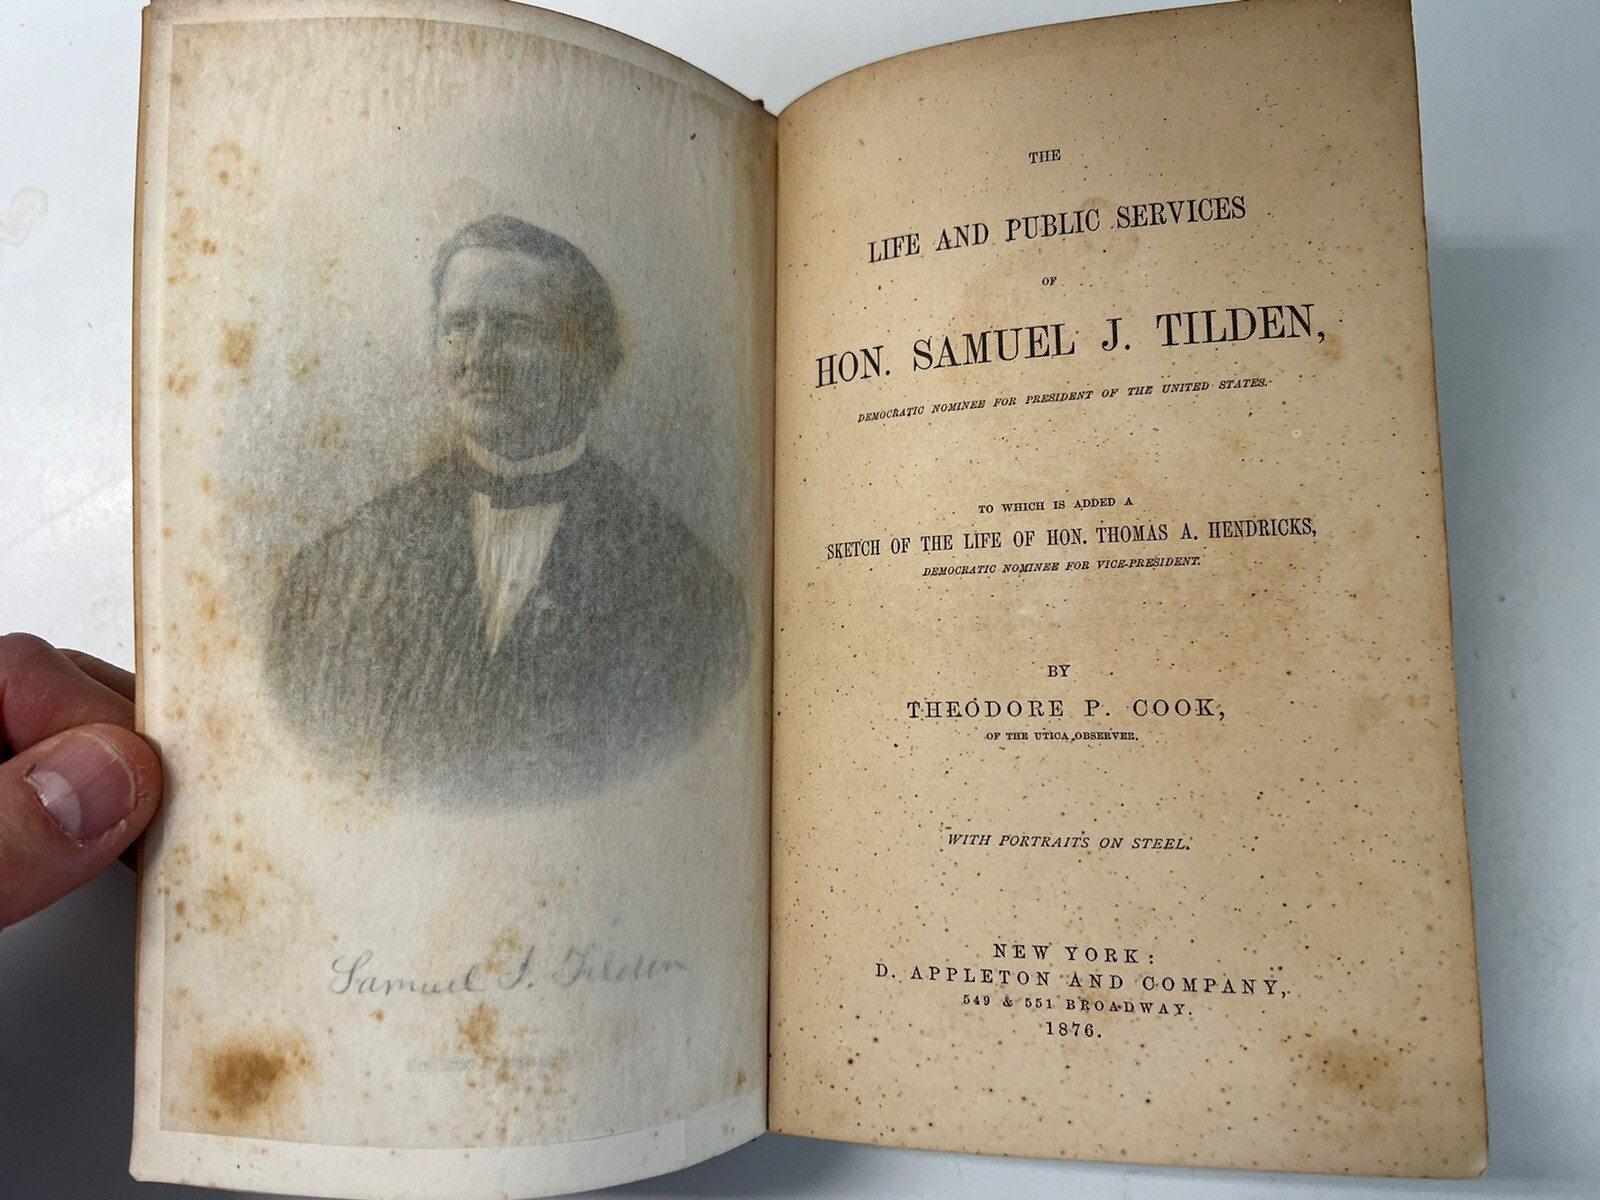 Samuel J. Tilden
THE
LIFE AND PUBLIC SERVICES
OF
HON. SAMUEL J. TILDEN,
DEMOCRATIC NOMINEE FOR PRESIDENT OF THE UNITED STATES.
TO WHICH IS ADDED A
SKETCH OF THE LIFE OF HON. THOMAS A. HENDRICKS,
DEMOCRATIC NOMINEE FOR VICE-PRESIDENT.
BY
THEODORE P. COOK,
OF THE UTICA OBSERVER.
WITH PORTRAITS ON STEEL.
NEW YORK:
D. APPLETON AND COMPANY,
549 & 551 BROADWAY.
1876.